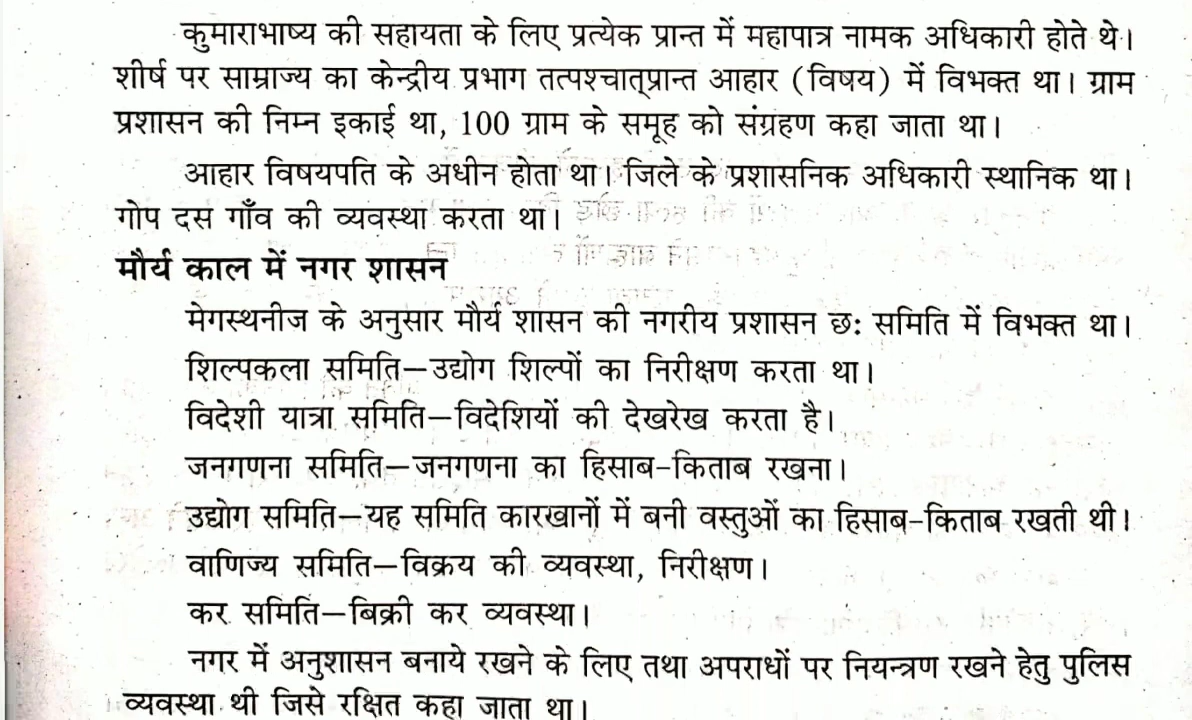 कुमाराभाष्य की सहायता के लिए प्रत्येक प्रान्त में महापात्र नामक अधिकारी होते थे।
शीर्ष पर साम्राज्य का केन्द्रीय प्रभाग तत्पश्चात्प्रान्त आहार (विषय) में विभक्त था। ग्राम
प्रशासन की निम्न इकाई था, 100 ग्राम के समूह को संग्रहण कहा जाता था।
आहार विषयपति के अधीन होता था। जिले के प्रशासनिक अधिकारी स्थानिक था।
गोप दस गाँव की व्यवस्था करता था।
मौर्य काल में नगर शासन
मेगस्थनीज के अनुसार मौर्य शासन की नगरीय प्रशासन छः समिति में विभक्त था।
शिल्पकला समिति–उद्योग शिल्पों का निरीक्षण करता था।
विदेशी यात्रा समिति–विदेशियों की देखरेख करता है।
जनगणना समिति–जनगणना का हिसाब-किताब रखना।
उद्योग समिति–यह समिति कारखानों में बनी वस्तुओं का हिसाब-किताब रखती थी।
वाणिज्य समिति–विक्रय की व्यवस्था, निरीक्षण।
कर समिति–बिक्री कर व्यवस्था।
नगर में अनुशासन बनाये रखने के लिए तथा अपराधों पर नियन्त्रण रखने हेतु पुलिस
व्यवस्था थी जिसे रक्षित कहा जाता था।